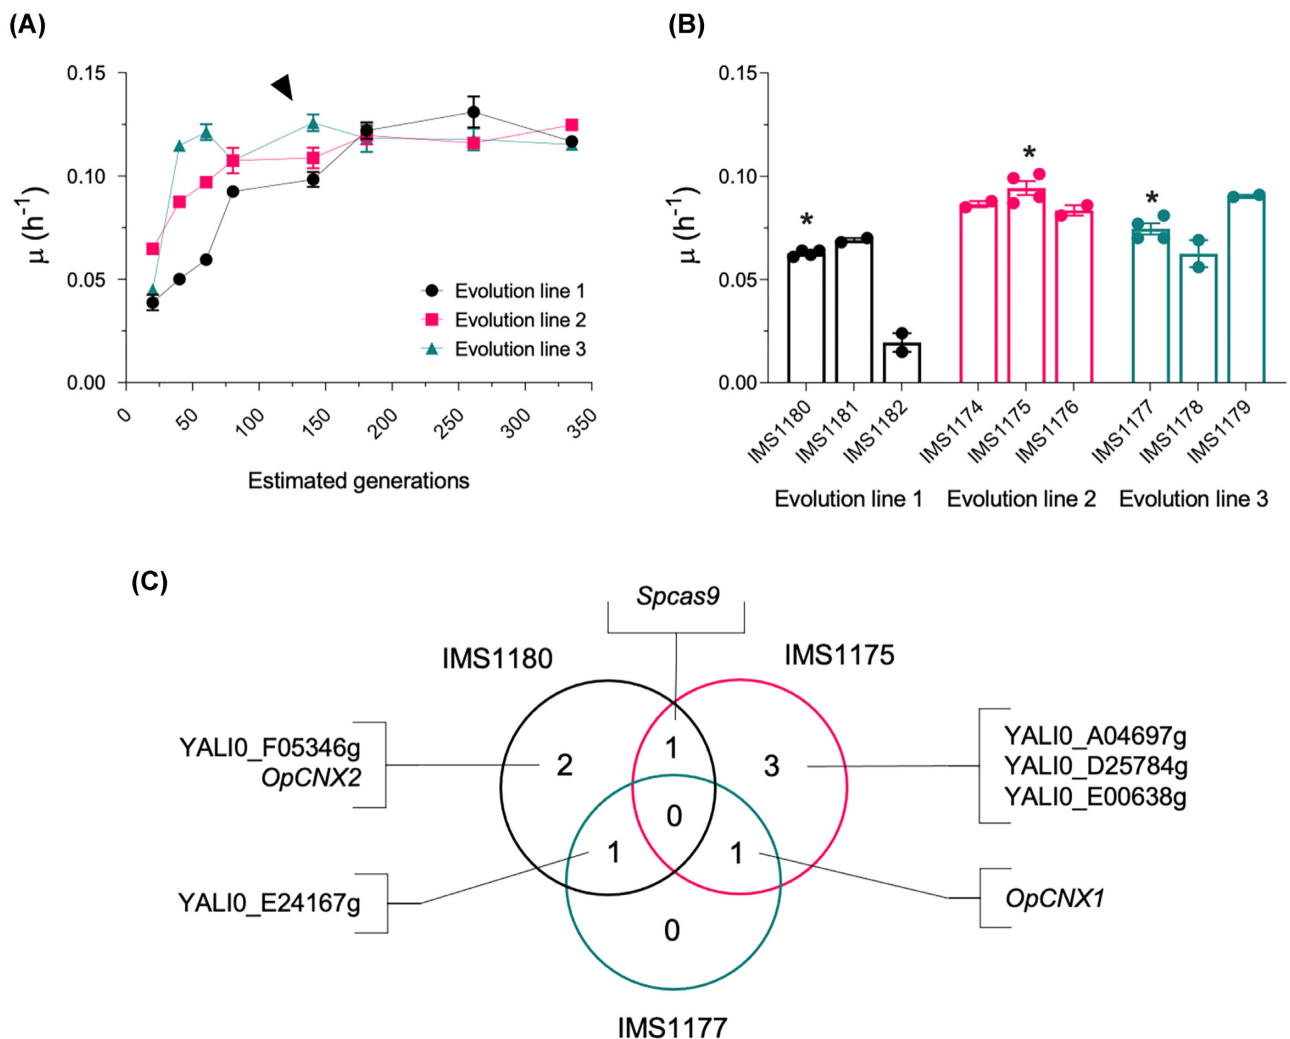 (A)
0.15
0.10
0.05
0.00
μ (h-1)
0
50
100
150
200
250
300
350
Estimated generations
Evolution line 1
Evolution line 2
Evolution line 3
(B)
0.15
0.10
0.05
0.00
μ (h-1)
*
*
*
IMS1180
IMS1181
IMS1182
IMS1174
IMS1175
IMS1176
IMS1177
IMS1178
IMS1179
Evolution line 1
Evolution line 2
Evolution line 3
(C)
Spcas9
IMS1180
IMS1175
YALI0_F05346g
OpCNX2
2
1
3
YALI0_A04697g
YALI0_D25784g
YALI0_E00638g
0
1
1
YALI0_E24167g
OpCNX1
0
IMS1177